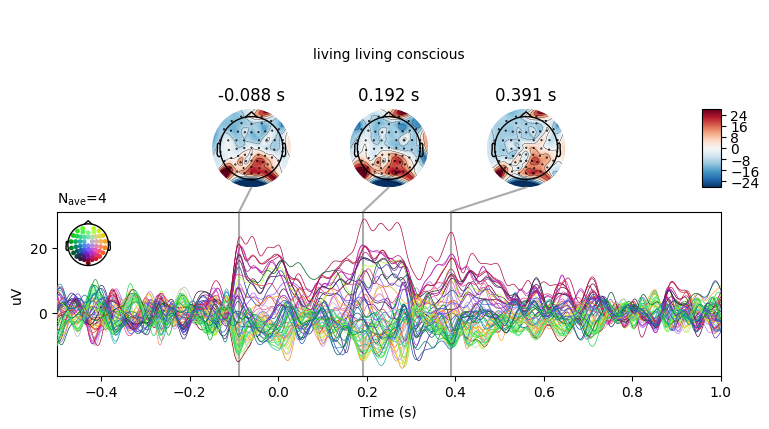 living living conscious
-0.088 s 0.192 s 0.391 s
24
16
8
0
−8
−16
−24
Nave=4
20
0
uV
−0.4 −0.2 0.0 0.2 0.4 0.6 0.8 1.0
Time (s)